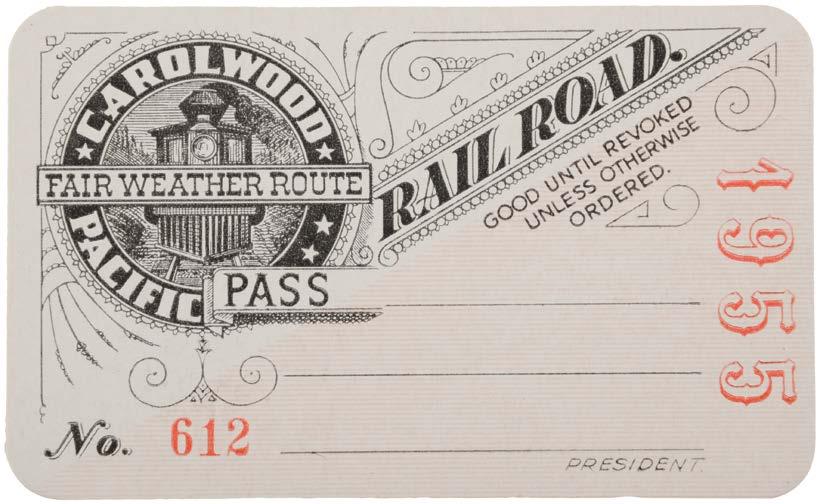 CAROLWOOD
FAIR WEATHER ROUTE
PACIFIC
RAIL ROAD.
GOOD UNTIL REVOKED
UNLESS OTHERWISE
ORDERED.
1955
PASS
No. 612
PRESIDENT.